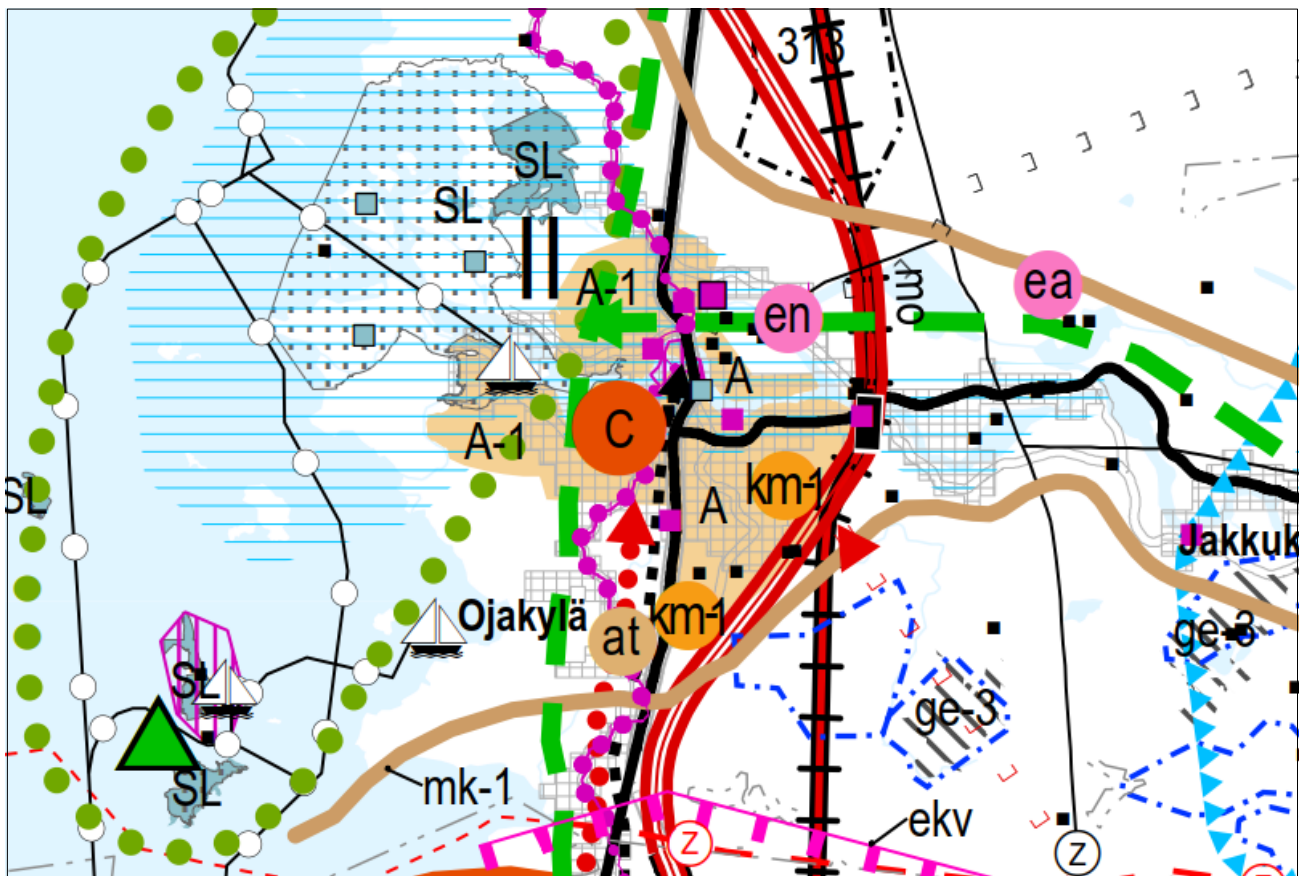 313
SL
SL
A-1
mo
ea
en
A
C
A-1
km-1
SL
A
Jakkuk
Ojakylä
km-1
at
ge-3
SL
ge-3
mk-1
SL
ekv
z
z